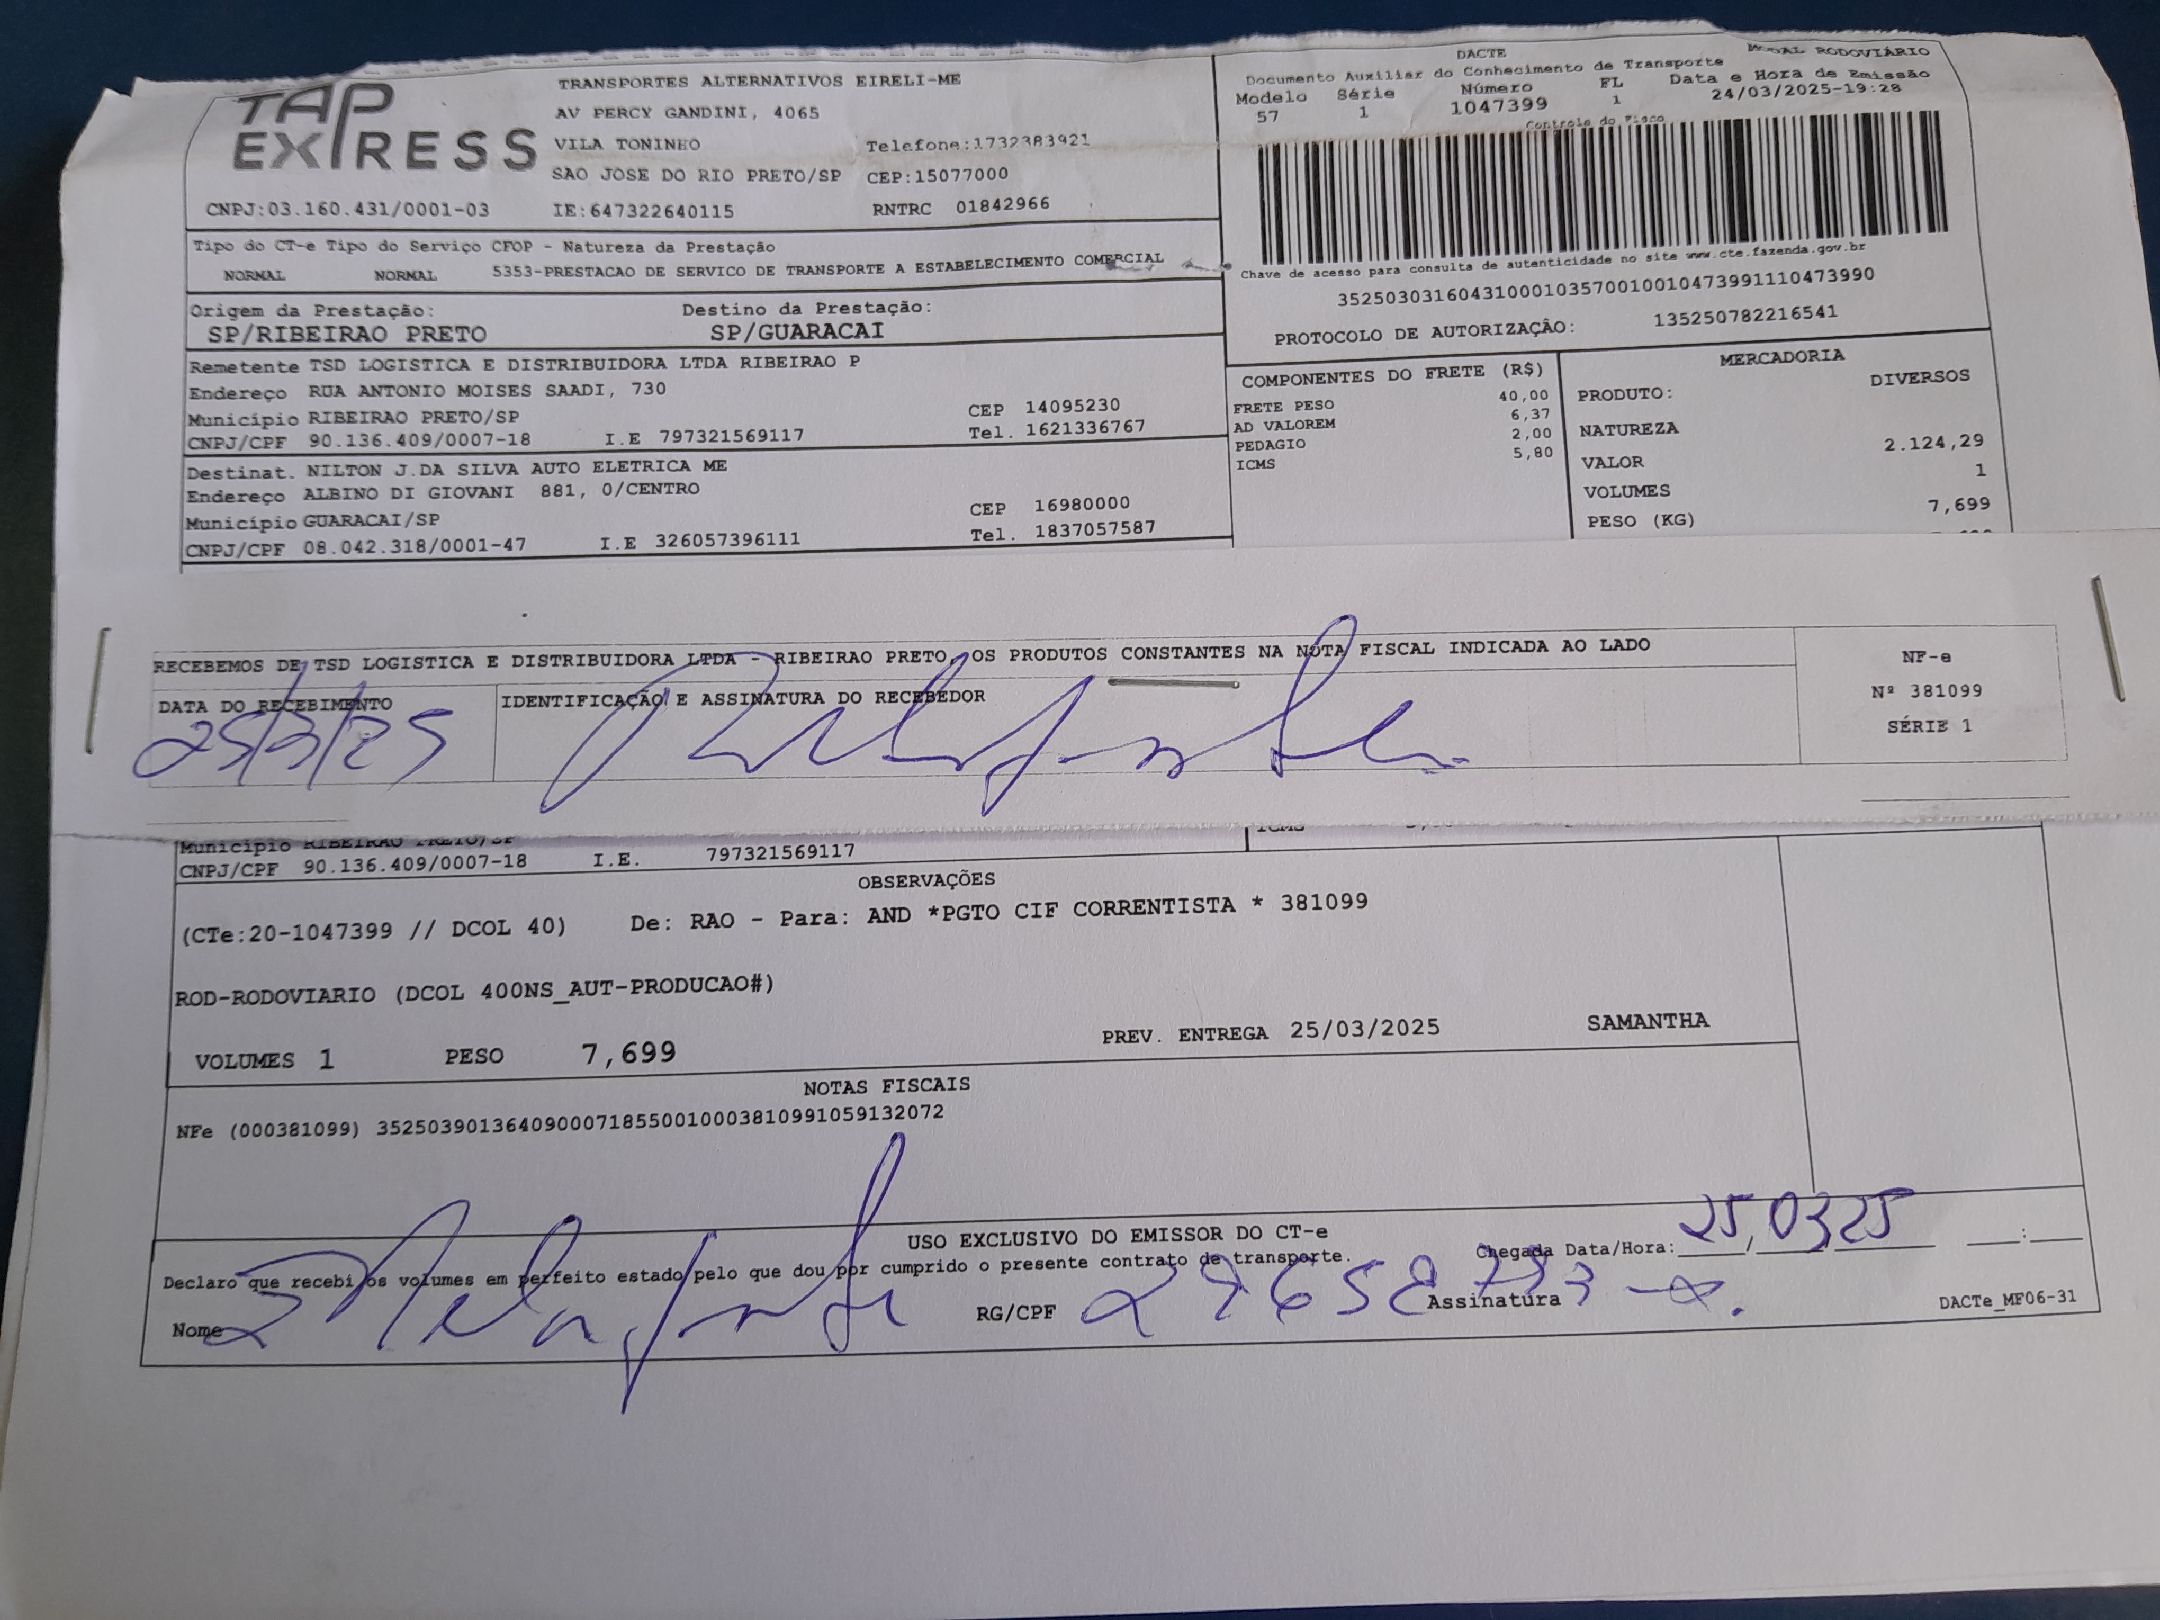 TAP EXPRESS
TRANSPORTES ALTERNATIVOS EIRELI-ME
AV PERCY GANDINI, 4065
VILA TONINHO Telefone:1732383921
SAO JOSE DO RIO PRETO/SP CEP:15077000
CNPJ:03.160.431/0001-03 IE:647322640115 RNTRC 01842966
DACTE MODAL RODOVIÁRIO
Documento Auxiliar do Conhecimento de Transporte
Modelo Série Número FL Data e Hora de Emissão
57 1 1047399 1 24/03/2025-19:28
Controle do Fisco
Chave de acesso para consulta de autenticidade no site www.cte.fazenda.gov.br
35250303160431000103570010010473991110473990
PROTOCOLO DE AUTORIZAÇÃO: 135250782216541
Tipo do CT-e Tipo do Serviço CFOP - Natureza da Prestação
NORMAL NORMAL 5353-PRESTACAO DE SERVICO DE TRANSPORTE A ESTABELECIMENTO COMERCIAL
Origem da Prestação: Destino da Prestação:
SP/RIBEIRAO PRETO SP/GUARACAI
Remetente TSD LOGISTICA E DISTRIBUIDORA LTDA RIBEIRAO P
Endereço RUA ANTONIO MOISES SAADI, 730
Município RIBEIRAO PRETO/SP CEP 14095230
CNPJ/CPF 90.136.409/0007-18 I.E 797321569117 Tel. 1621336767
Destinat. NILTON J.DA SILVA AUTO ELETRICA ME
Endereço ALBINO DI GIOVANI 881, 0/CENTRO
Município GUARACAI/SP CEP 16980000
CNPJ/CPF 08.042.318/0001-47 I.E 326057396111 Tel. 1837057587
COMPONENTES DO FRETE (R$)
FRETE PESO 40,00
AD VALOREM 6,37
PEDAGIO 2,00
ICMS 5,80
MERCADORIA
PRODUTO: DIVERSOS
NATUREZA
VALOR 2.124,29
VOLUMES 1
PESO (KG) 7,699
RECEBEMOS DE TSD LOGISTICA E DISTRIBUIDORA LTDA - RIBEIRAO PRETO, OS PRODUTOS CONSTANTES NA NOTA FISCAL INDICADA AO LADO
DATA DO RECEBIMENTO IDENTIFICAÇÃO E ASSINATURA DO RECEBEDOR
25/3/25
NF-e
Nº 381099
SÉRIE 1
Município RIBEIRAO PRETO/SP ICMS
CNPJ/CPF 90.136.409/0007-18 I.E. 797321569117
OBSERVAÇÕES
(CTe:20-1047399 // DCOL 40) De: RAO - Para: AND *PGTO CIF CORRENTISTA * 381099
ROD-RODOVIARIO (DCOL 400NS_AUT-PRODUCAO#)
VOLUMES 1 PESO 7,699 PREV. ENTREGA 25/03/2025 SAMANTHA
NOTAS FISCAIS
NFe (000381099) 35250390136409000718550010003810991059132072
USO EXCLUSIVO DO EMISSOR DO CT-e
Declaro que recebi os volumes em perfeito estado pelo que dou por cumprido o presente contrato de transporte.
Chegada Data/Hora: 25/03/25 :
Nome RG/CPF Assinatura DACTe_MF06-31